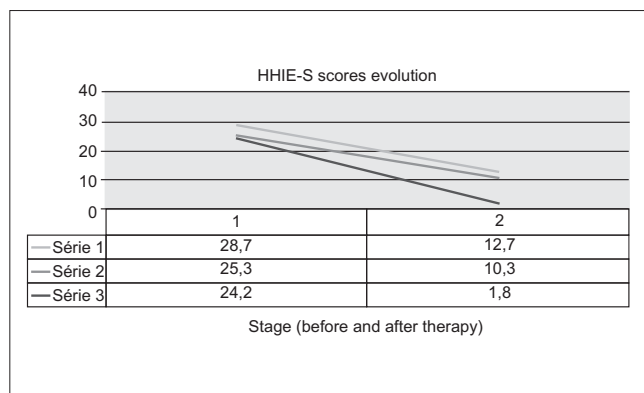 HHIE-S scores evolution
40
30
20
10
0
1 2
Série 1 28,7 12,7
Série 2 25,3 10,3
Série 3 24,2 1,8
Stage (before and after therapy)